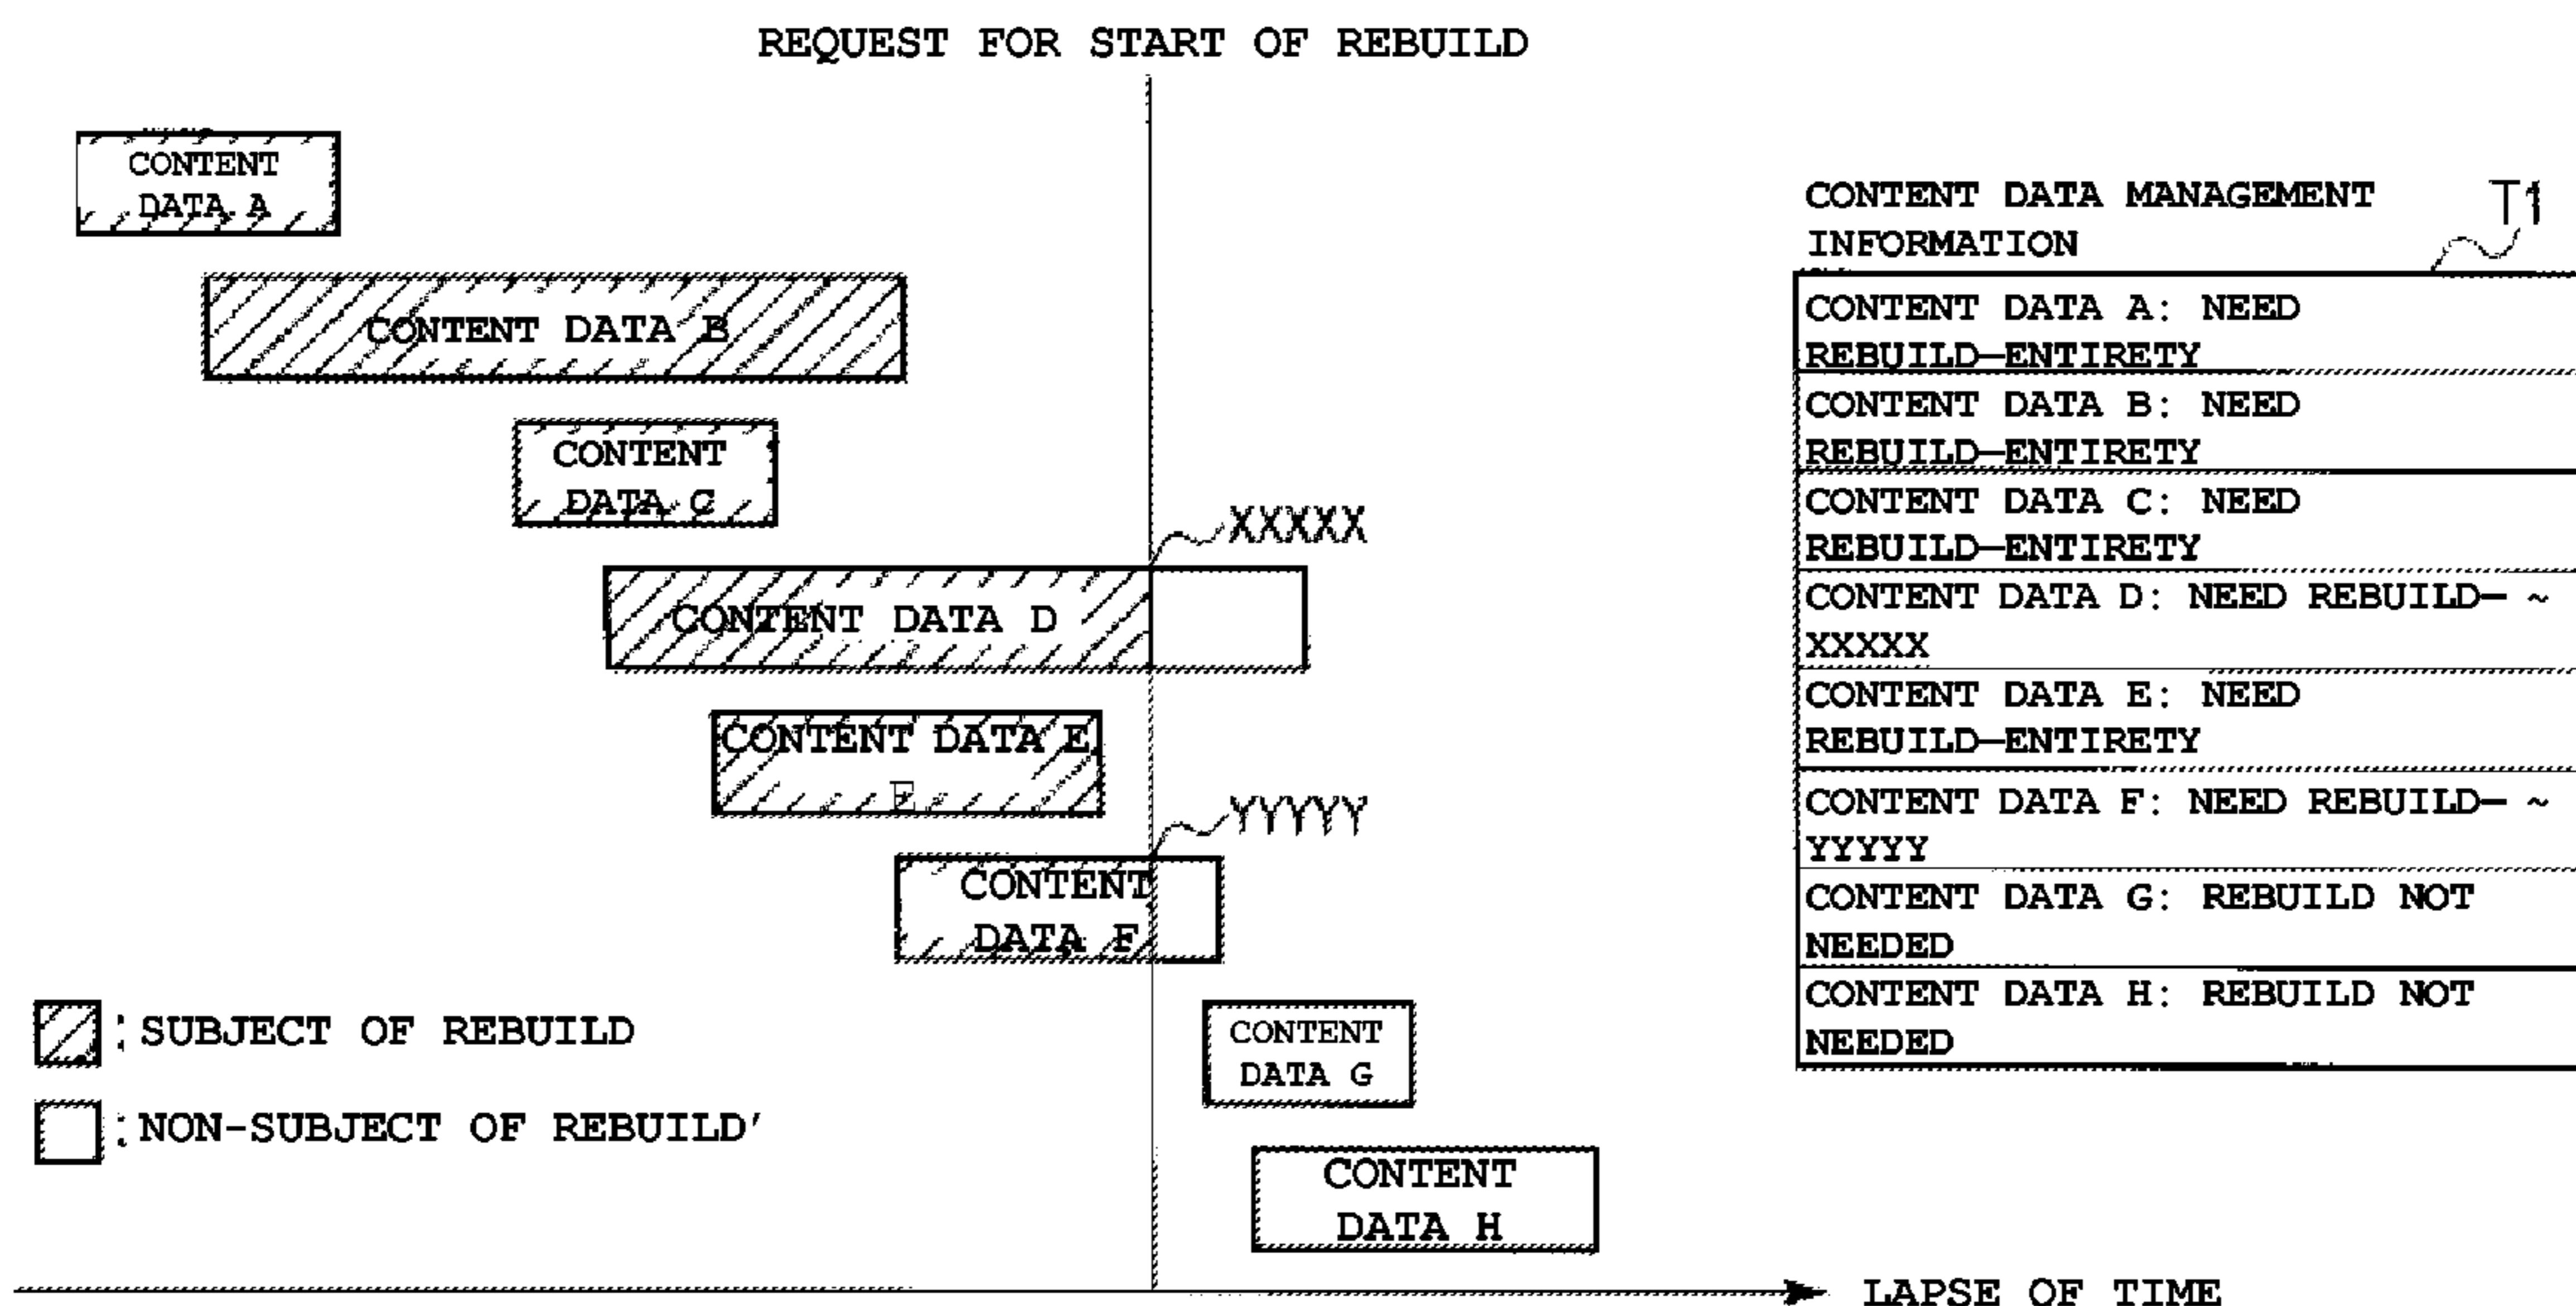 REQUEST FOR START OF REBUILD
CONTENT
DATA A
CONTENT DATA B
CONTENT
DATA C
XXXXX
CONTENT DATA D
CONTENT DATA E
E
YYYYY
CONTENT
DATA F
CONTENT
DATA G
CONTENT
DATA H
: SUBJECT OF REBUILD
: NON-SUBJECT OF REBUILD'
LAPSE OF TIME
CONTENT DATA MANAGEMENT
INFORMATION
T1
CONTENT DATA A: NEED
REBUILD—ENTIRETY
CONTENT DATA B: NEED
REBUILD—ENTIRETY
CONTENT DATA C: NEED
REBUILD—ENTIRETY
CONTENT DATA D: NEED REBUILD— ~
XXXXX
CONTENT DATA E: NEED
REBUILD—ENTIRETY
CONTENT DATA F: NEED REBUILD— ~
YYYYY
CONTENT DATA G: REBUILD NOT
NEEDED
CONTENT DATA H: REBUILD NOT
NEEDED